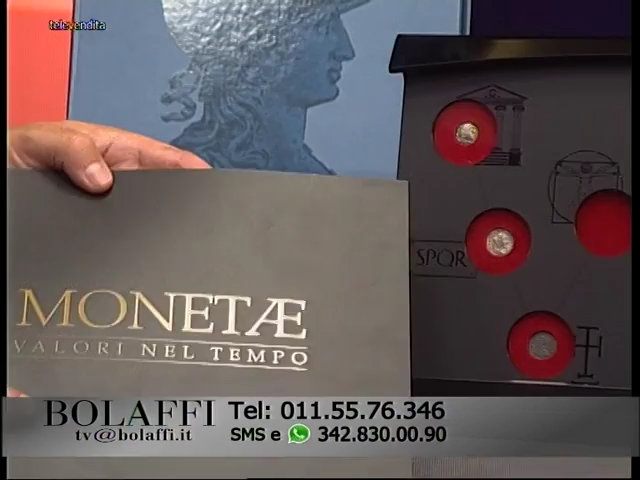 televendita
SPQR
MONETÆ
VALORI NEL TEMPO
BOLAFFI
tv@bolaffi.it
Tel: 011.55.76.346
SMS e 342.830.00.90